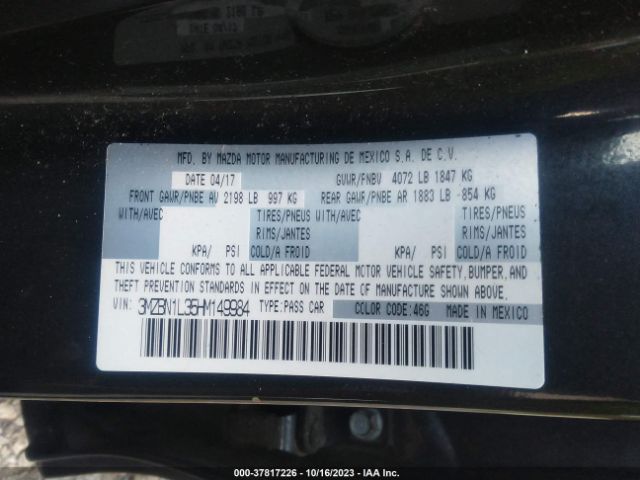 MFD. BY MAZDA MOTOR MANUFACTURING DE MEXICO S.A. DE C.V.
DATE 04/17 GVWR/PNBV 4072 LB 1847 KG
FRONT GAWR/PNBE AV 2198 LB 997 KG REAR GAWR/PNBE AR 1883 LB -854 KG
WITH/AVEC TIRES/PNEUS WITH/AVEC TIRES/PNEUS
RIMS/JANTES RIMS/JANTES
KPA/ PSI COLD/A FROID KPA/ PSI COLD/A FROID
THIS VEHICLE CONFORMS TO ALL APPLICABLE FEDERAL MOTOR VEHICLE SAFETY, BUMPER, AND
THEFT PREVENTION STANDARDS IN EFFECT ON THE DATE OF MANUFACTURE SHOWN ABOVE.
VIN: 3MZBN1L35HM149984 TYPE: PASS CAR COLOR CODE: 46G MADE IN MEXICO
000-37817226 - 10/16/2023 - IAA Inc.